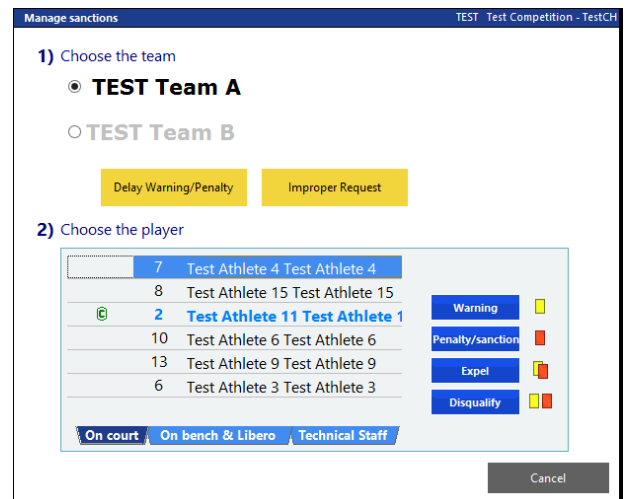 Manage sanctions TEST Test Competition - TestCH
1) Choose the team
TEST Team A
TEST Team B
Delay Warning/Penalty Improper Request
2) Choose the player
7 Test Athlete 4 Test Athlete 4
8 Test Athlete 15 Test Athlete 15
C 2 Test Athlete 11 Test Athlete 1
10 Test Athlete 6 Test Athlete 6
13 Test Athlete 9 Test Athlete 9
6 Test Athlete 3 Test Athlete 3
Warning
Penalty/sanction
Expel
Disqualify
On court On bench & Libero Technical Staff
Cancel